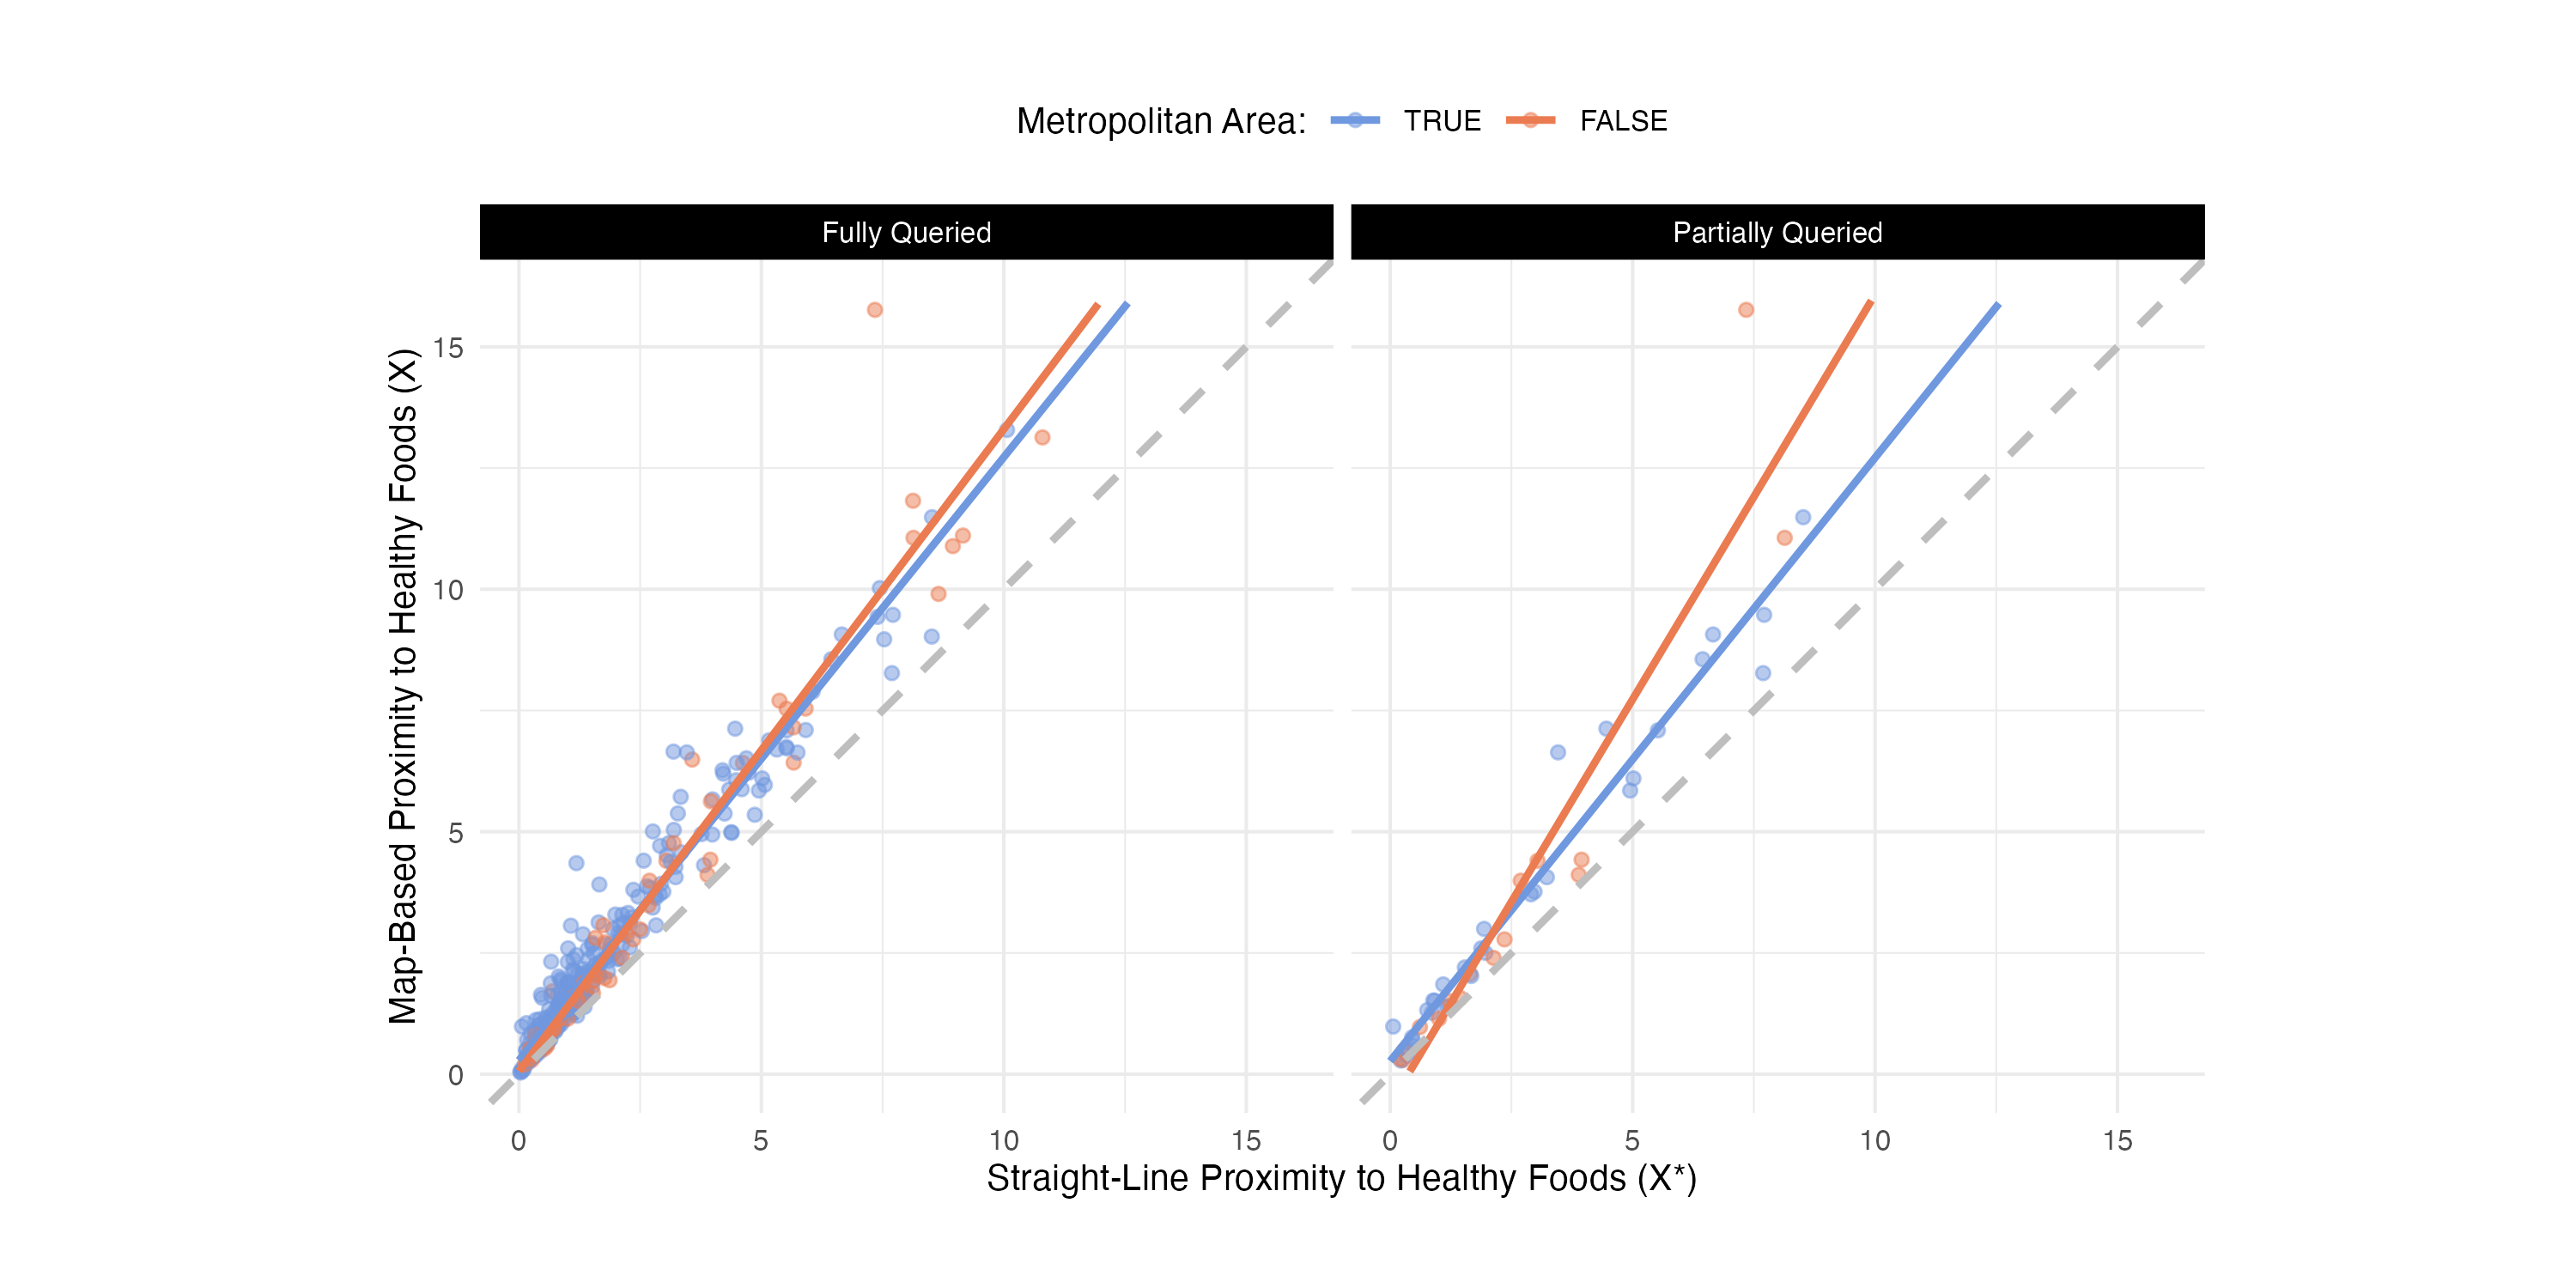 Metropolitan Area: TRUE FALSE
Fully Queried
Partially Queried
Map-Based Proximity to Healthy Foods (X)
15
10
5
0
0 5 10 15
0 5 10 15
Straight-Line Proximity to Healthy Foods (X*)